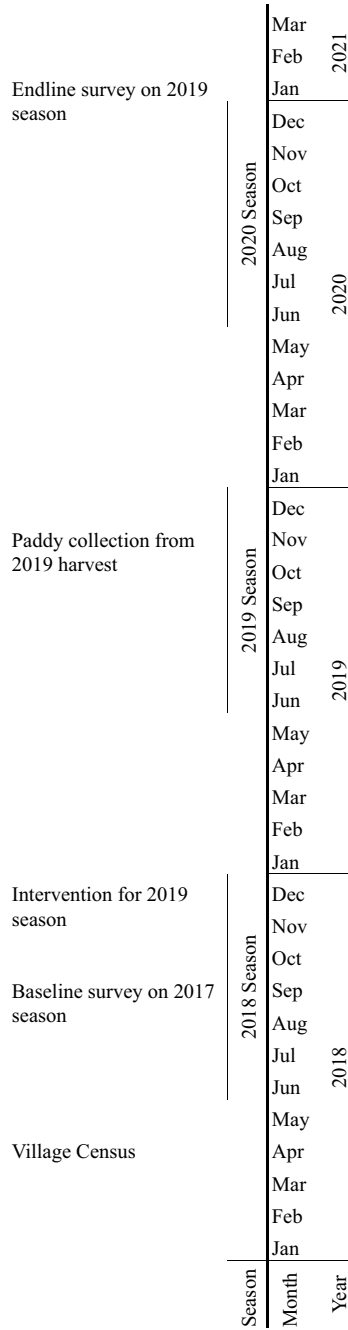 Mar
Feb
2021
Endline survey on 2019
season
Jan
Dec
Nov
Oct
Sep
2020 Season
Aug
Jul
2020
Jun
May
Apr
Mar
Feb
Jan
Dec
Paddy collection from
2019 harvest
Nov
Oct
Sep
2019 Season
Aug
Jul
2019
Jun
May
Apr
Mar
Feb
Jan
Intervention for 2019
season
Dec
Nov
Oct
Baseline survey on 2017
season
Sep
2018 Season
Aug
Jul
2018
Jun
May
Village Census
Apr
Mar
Feb
Jan
Season
Month
Year